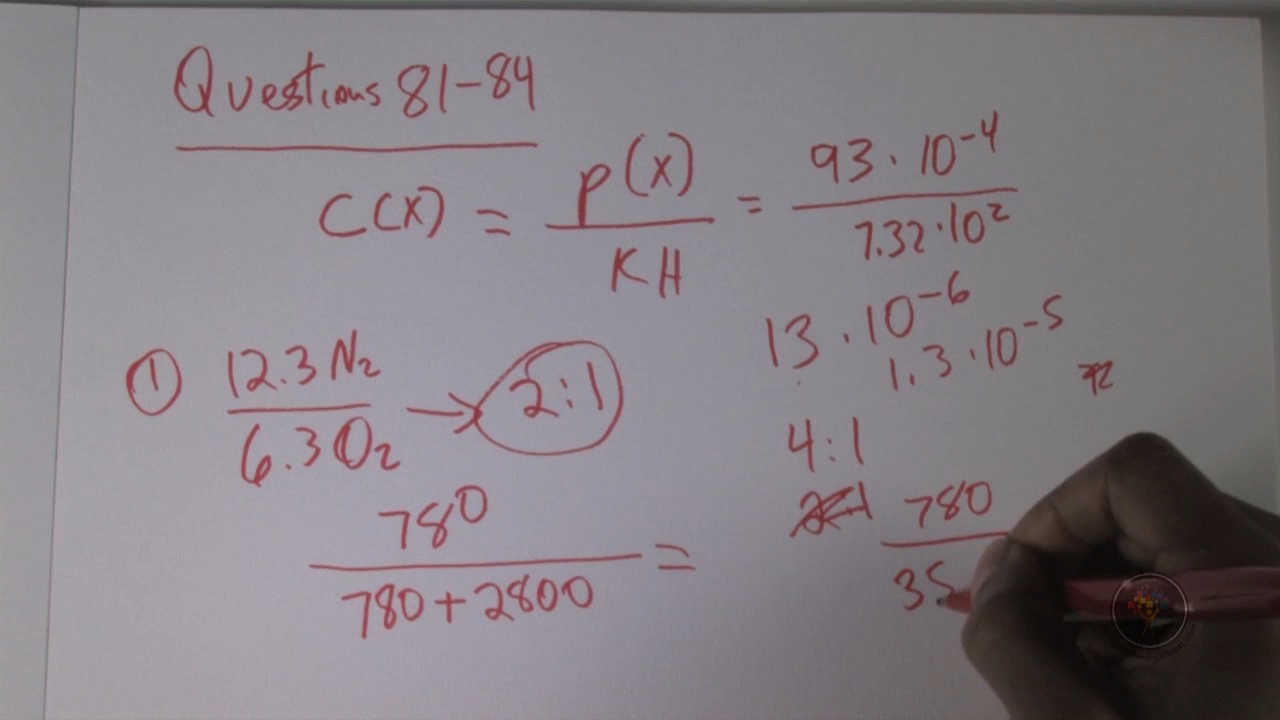 Questions 81-84
C(X) = p(X) / KH = 93 · 10^-4 / 7.32 · 10^2
13 · 10^-6
1.3 · 10^-5
① 12.3 N2 / 6.3 O2 → 2:1
4:1
780 / 780 + 2800 =
780 / 35